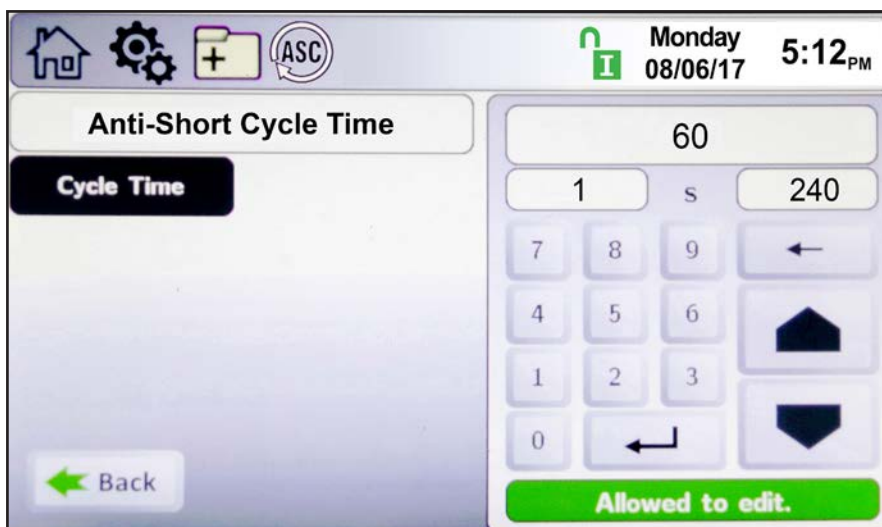 ASC
I
Monday
08/06/17
5:12PM
Anti-Short Cycle Time
Cycle Time
60
1 s 240
7 8 9
4 5 6
1 2 3
0
Back
Allowed to edit.